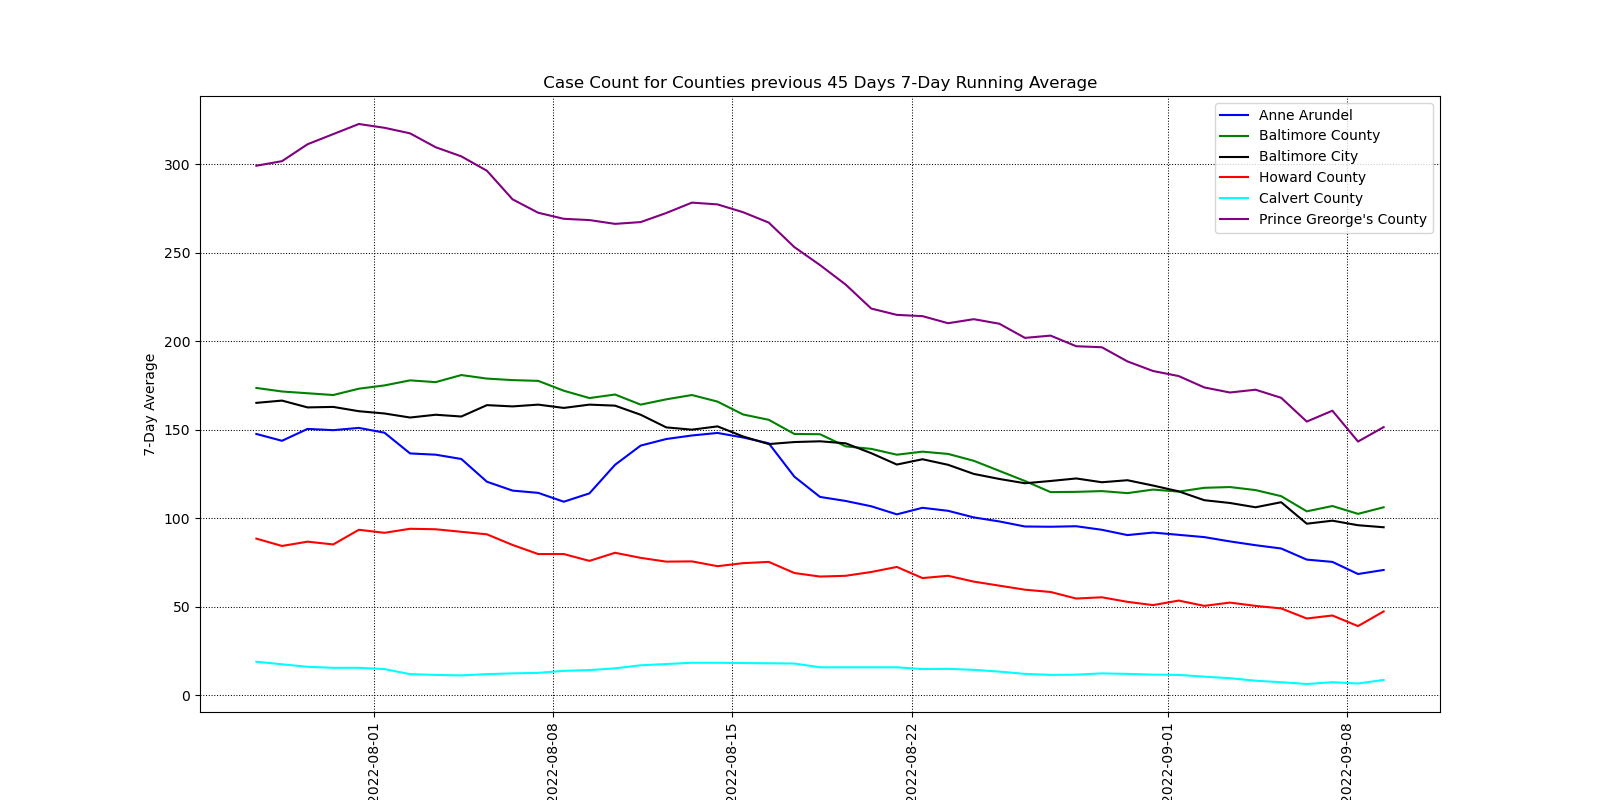 Case Count for Counties previous 45 Days 7-Day Running Average
Anne Arundel
Baltimore County
Baltimore City
Howard County
Calvert County
Prince Greorge's County
7-Day Average
300
250
200
150
100
50
0
2022-08-01
2022-08-08
2022-08-15
2022-08-22
2022-09-01
2022-09-08